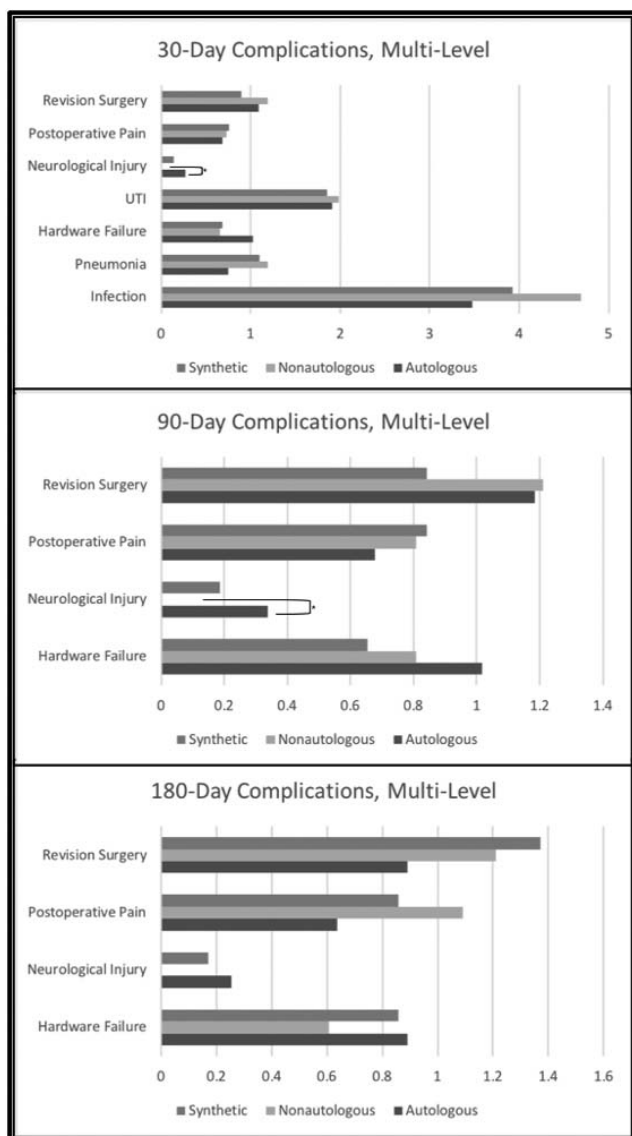 30-Day Complications, Multi-Level
Revision Surgery
Postoperative Pain
Neurological Injury
*
UTI
Hardware Failure
Pneumonia
Infection
0 1 2 3 4 5
Synthetic Nonautologous Autologous
90-Day Complications, Multi-Level
Revision Surgery
Postoperative Pain
Neurological Injury
*
Hardware Failure
0 0.2 0.4 0.6 0.8 1 1.2 1.4
Synthetic Nonautologous Autologous
180-Day Complications, Multi-Level
Revision Surgery
Postoperative Pain
Neurological Injury
Hardware Failure
0 0.2 0.4 0.6 0.8 1 1.2 1.4 1.6
Synthetic Nonautologous Autologous